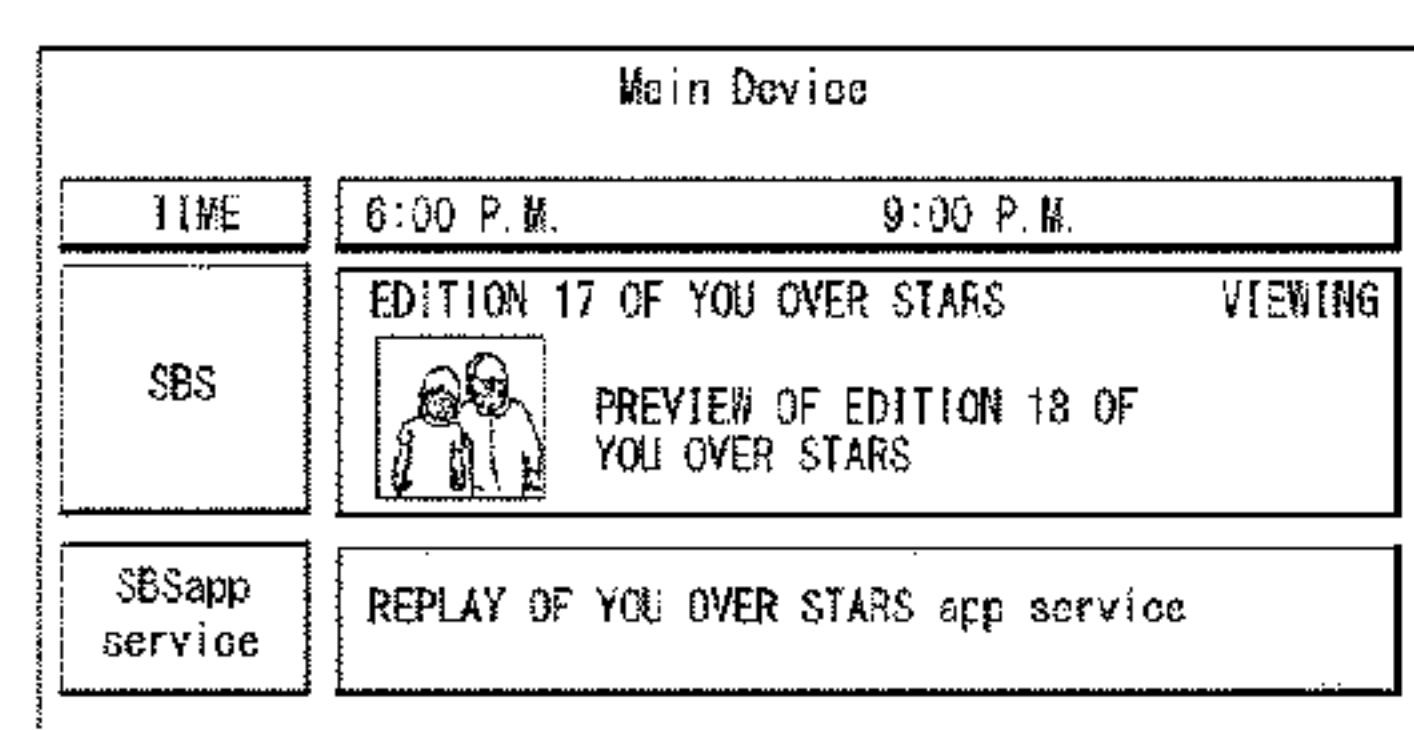 Main Device
TIME
6:00 P.M. 9:00 P.M.
SBS
EDITION 17 OF YOU OVER STARS VIEWING
PREVIEW OF EDITION 18 OF
YOU OVER STARS
SBSapp
service
REPLAY OF YOU OVER STARS app service